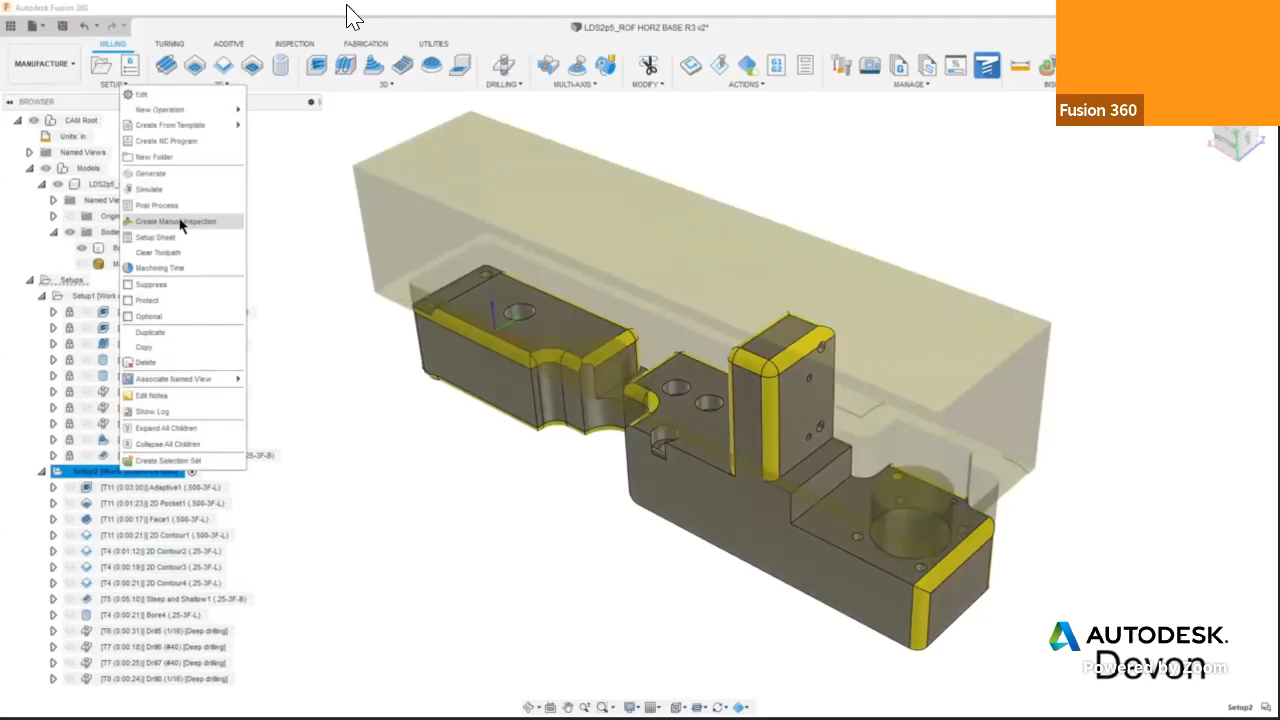 Autodesk Fusion 360
LDS2p5_ROF HORZ BASE R3 v2*
MILLING TURNING ADDITIVE INSPECTION FABRICATION UTILITIES
MANUFACTURE
SETUP
3D
DRILLING
MULTI-AXIS
MODIFY
ACTIONS
MANAGE
Fusion 360
BROWSER
CAM Root
Units: in
Named Views
Models
LDS2p5_
Named Vie
Origi
Bodie
Setups
Setup1 [Work
Edit
New Operation
Create From Template
Create NC Program
New Folder
Generate
Simulate
Post Process
Create Manual Inspection
Setup Sheet
Clear Toolpath
Machining Time
Suppress
Protect
Optional
Duplicate
Copy
Delete
Associate Named View
Edit Notes
Show Log
Expand All Children
Collapse All Children
Create Selection Set
25-3F-B)
[T11 (0:03:00)] Adaptive1 (.500-3F-L)
[T11 (0:01:23)] 2D Pocket1 (.500-3F-L)
[T11 (0:00:17)] Face1 (.500-3F-L)
[T11 (0:00:21)] 2D Contour1 (.500-3F-L)
[T4 (0:01:12)] 2D Contour2 (.25-3F-L)
[T4 (0:00:19)] 2D Contour3 (.25-3F-L)
[T4 (0:00:21)] 2D Contour4 (.25-3F-L)
[T5 (0:05:10)] Steep and Shallow1 (.25-3F-B)
[T4 (0:00:21)] Bore4 (.25-3F-L)
[T6 (0:00:31)] Drill5 (1/16) [Deep drilling]
[T7 (0:00:18)] Drill6 (#40) [Deep drilling]
[T7 (0:00:25)] Drill7 (#40) [Deep drilling]
[T8 (0:00:24)] Drill8 (1/16) [Deep drilling]
AUTODESK.
Devon
Powered by Zoom
Setup2